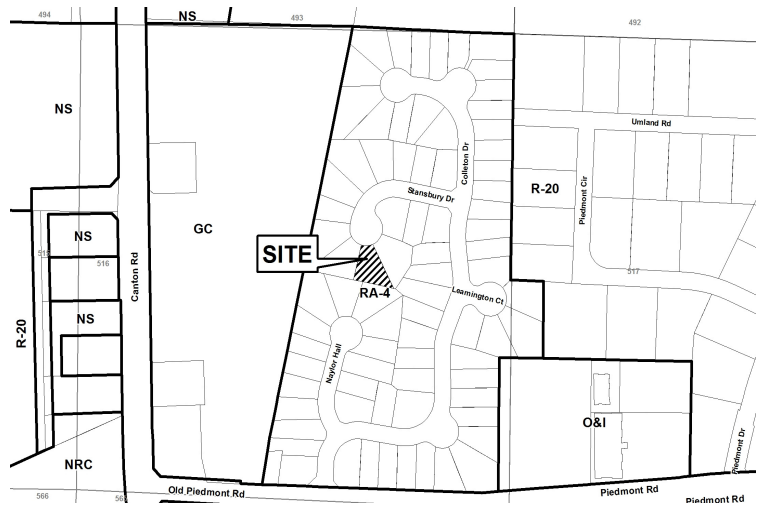 494
NS
493
492
NS
Umland Rd
Colleton Dr
Stansbury Dr
R-20
Piedmont Cir
NS
GC
515
516
Canton Rd
SITE
517
RA-4
Leamington Ct
NS
R-20
Naylor Hall
O&I
NRC
Piedmont Dr
566
Old Piedmont Rd
Piedmont Rd
Piedmont Rd